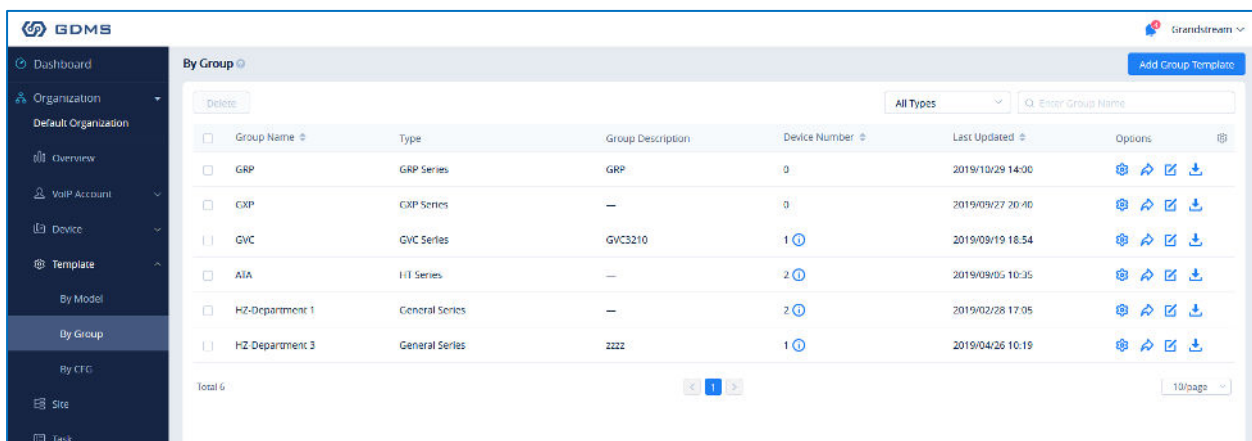 GDMS
4
Grandstream
Dashboard
By Group
Add Group Template
Organization
Default Organization
Delete
All Types
Enter Group Name
Group Name
Type
Group Description
Device Number
Last Updated
Options
Overview
GRP
GRP Series
GRP
0
2019/10/29 14:00
VoIP Account
GXP
GXP Series
—
0
2019/09/27 20:40
Device
GVC
GVC Series
GVC3210
1
2019/09/19 18:54
Template
ATA
HT Series
—
2
2019/09/05 10:35
By Model
HZ-Department 1
General Series
—
2
2019/02/28 17:05
By Group
HZ-Department 3
General Series
zzzz
1
2019/04/26 10:19
By CFG
Total 6
1
10/page
Site
Task